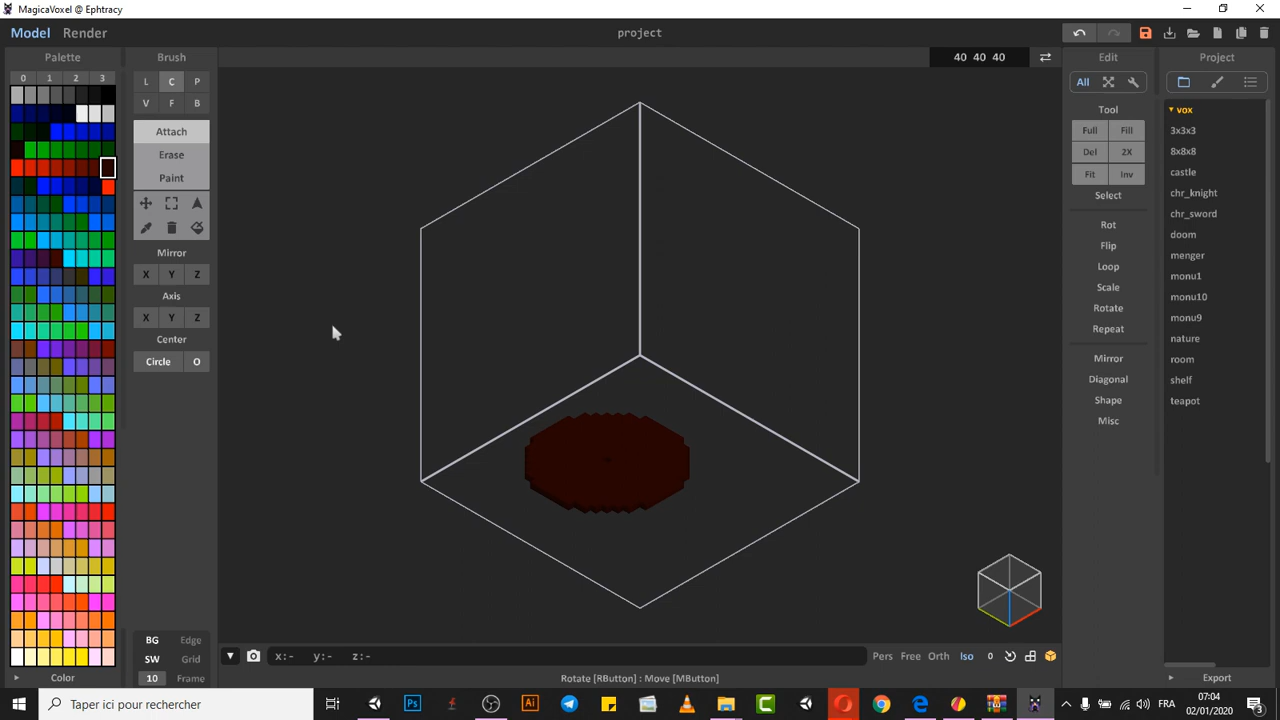 MagicaVoxel @ Ephtracy
Model Render
project
Palette
0 1 2 3
Color
Brush
L C P
V F B
Attach
Erase
Paint
Mirror
X Y Z
Axis
X Y Z
Center
Circle O
BG Edge
SW Grid
10 Frame
40 40 40
x:- y:- z:-
Pers Free Orth Iso 0
Rotate [RButton] : Move [MButton]
Edit
All
Tool
Full Fill
Del 2X
Fit Inv
Select
Rot
Flip
Loop
Scale
Rotate
Repeat
Mirror
Diagonal
Shape
Misc
Project
vox
3x3x3
8x8x8
castle
chr_knight
chr_sword
doom
menger
monu1
monu10
monu9
nature
room
shelf
teapot
Export
Taper ici pour rechercher
Ps
Ai
FRA
07:04
02/01/2020
3